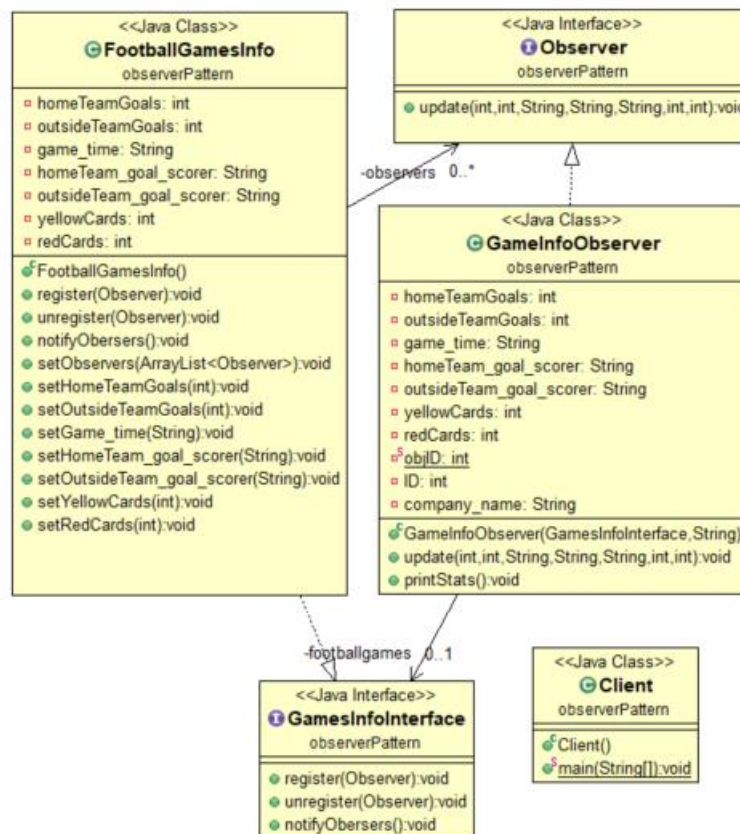 <<Java Class>>
FootballGamesInfo
observerPattern
homeTeamGoals: int
outsideTeamGoals: int
game_time: String
homeTeam_goal_scorer: String
outsideTeam_goal_scorer: String
yellowCards: int
redCards: int
FootballGamesInfo()
register(Observer):void
unregister(Observer):void
notifyObersers():void
setObservers(ArrayList<Observer>):void
setHomeTeamGoals(int):void
setOutsideTeamGoals(int):void
setGame_time(String):void
setHomeTeam_goal_scorer(String):void
setOutsideTeam_goal_scorer(String):void
setYellowCards(int):void
setRedCards(int):void
<<Java Interface>>
Observer
observerPattern
update(int,int,String,String,String,int,int):void
-observers 0..*
<<Java Class>>
GameInfoObserver
observerPattern
homeTeamGoals: int
outsideTeamGoals: int
game_time: String
homeTeam_goal_scorer: String
outsideTeam_goal_scorer: String
yellowCards: int
redCards: int
objID: int
ID: int
company_name: String
GameInfoObserver(GamesInfoInterface,String)
update(int,int,String,String,String,int,int):void
printStats():void
-footballgames 0..1
<<Java Interface>>
GamesInfoInterface
observerPattern
register(Observer):void
unregister(Observer):void
notifyObersers():void
<<Java Class>>
Client
observerPattern
Client()
main(String[]):void